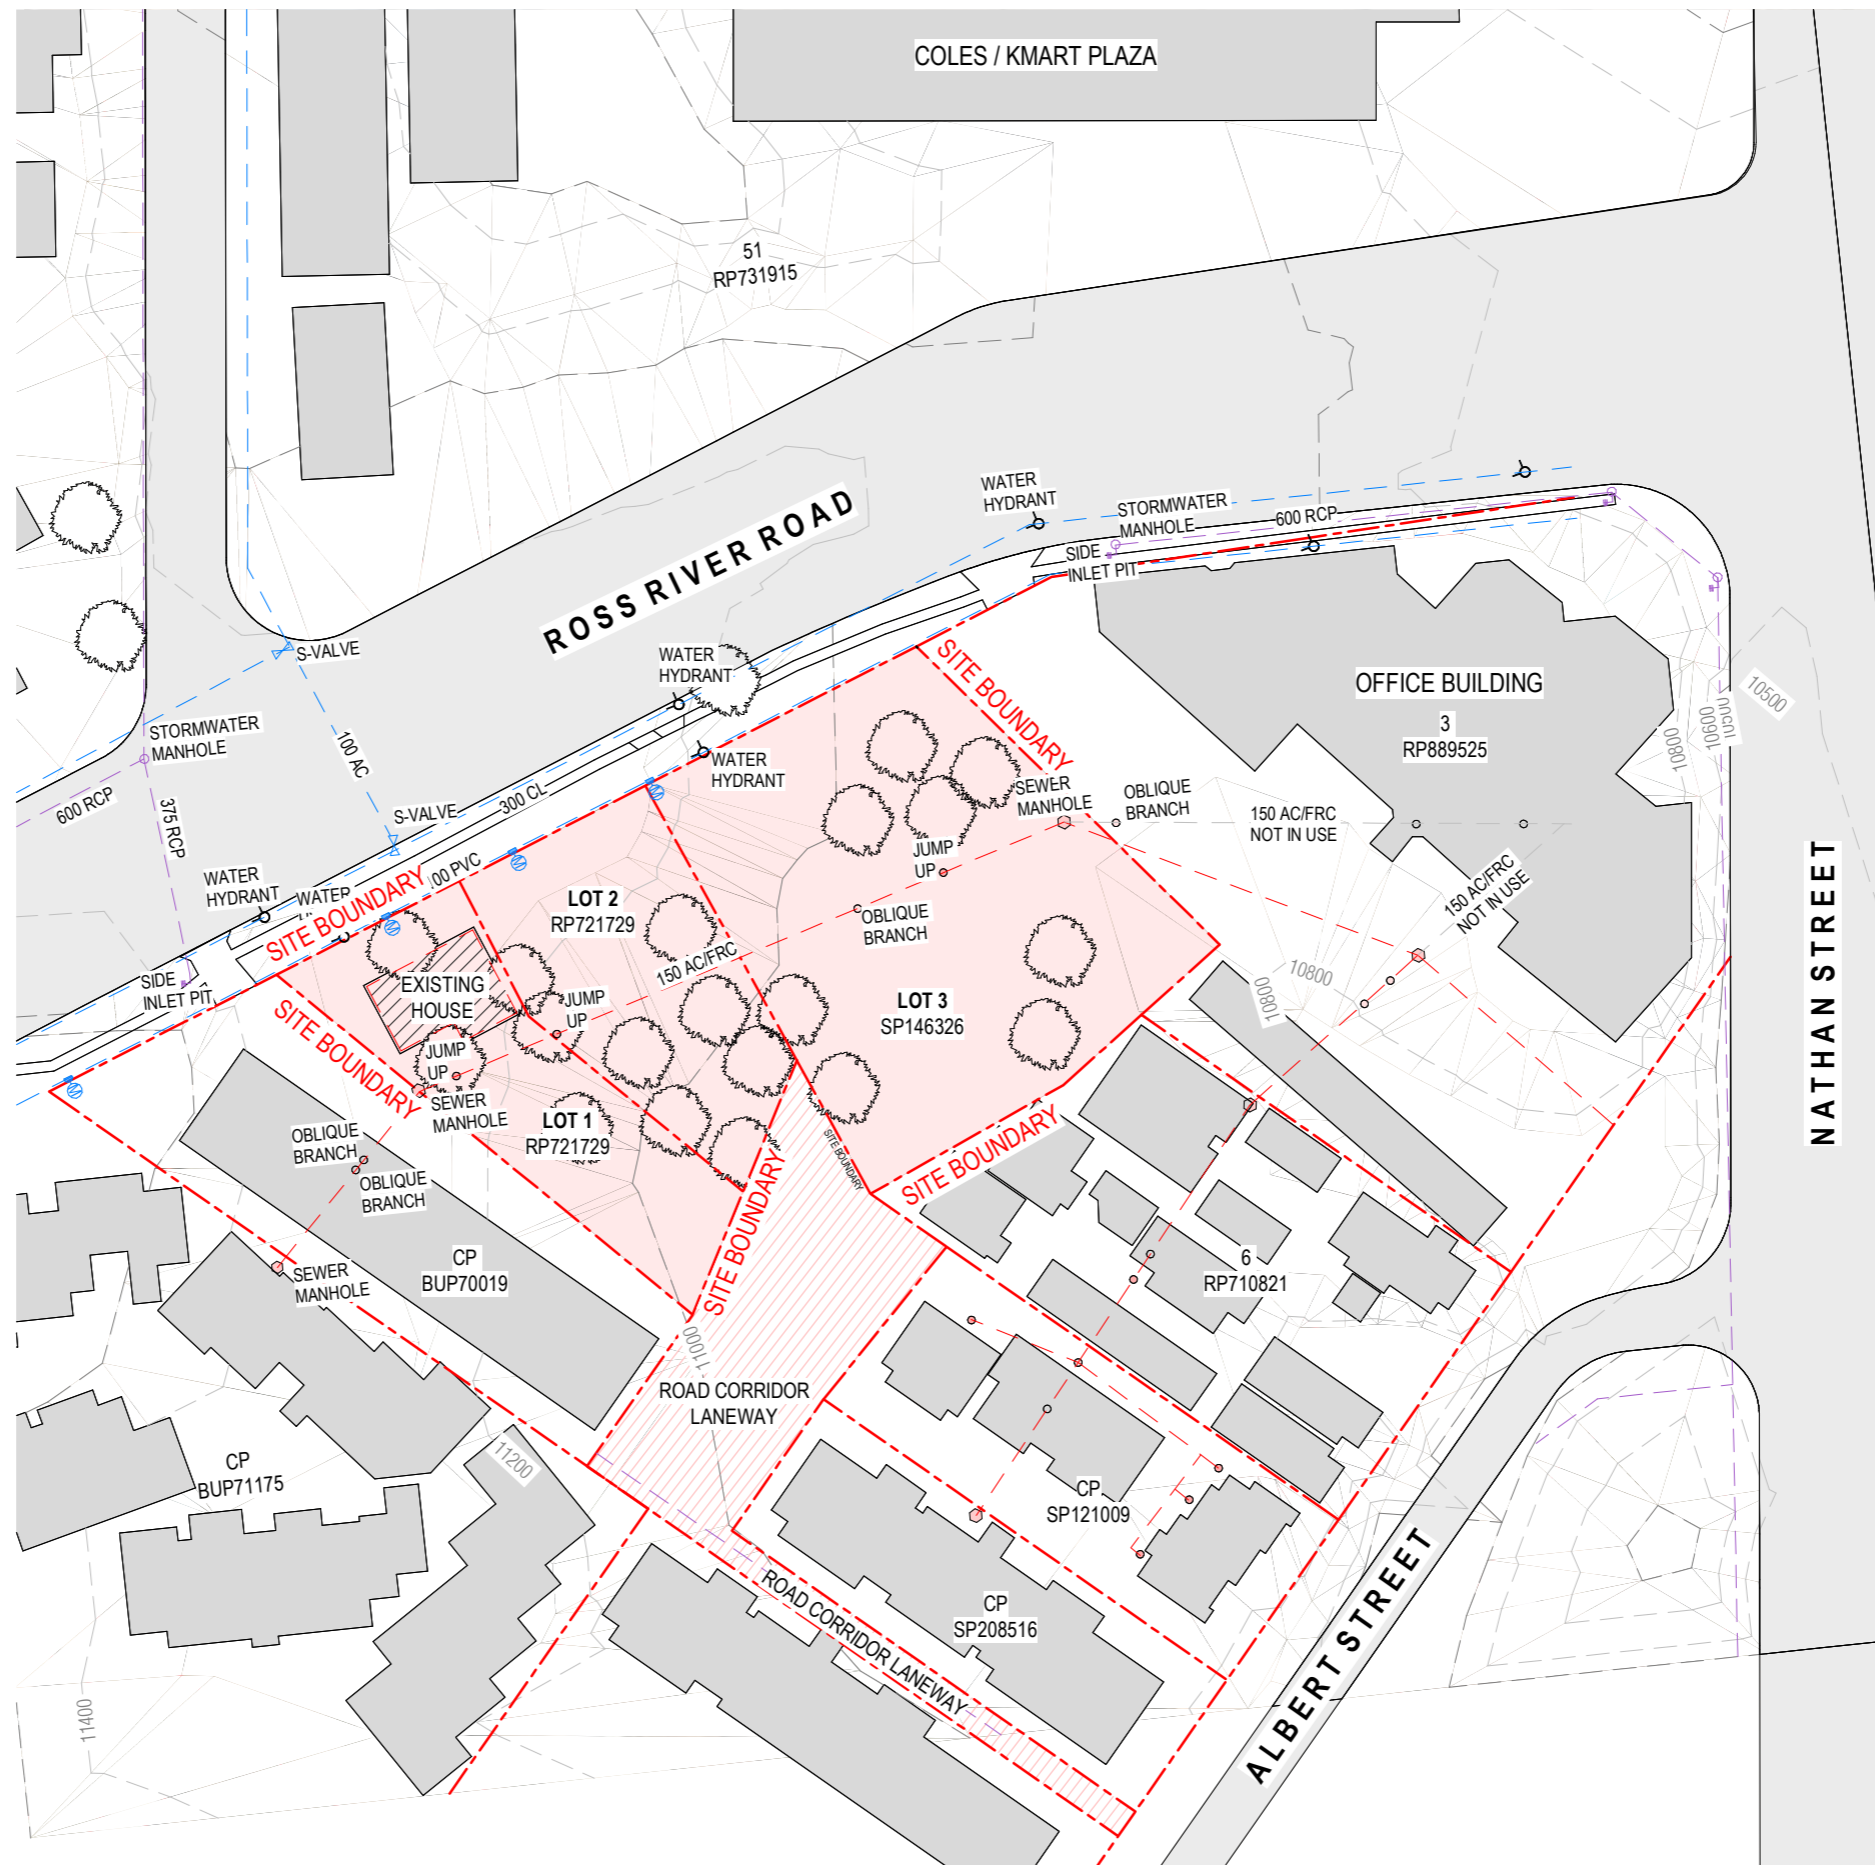 COLES / KMART PLAZA
51
RP731915
ROSS RIVER ROAD
WATER
HYDRANT
STORMWATER
MANHOLE
600 RCP
SIDE
INLET PIT
S-VALVE
WATER
HYDRANT
SITE BOUNDARY
OFFICE BUILDING
3
RP889525
10500
10600
10800
STORMWATER
MANHOLE
100 AC
WATER
HYDRANT
SEWER
MANHOLE
OBLIQUE
BRANCH
150 AC/FRC
NOT IN USE
600 RCP
375 RCP
S-VALVE
300 CL
JUMP
UP
150 AC/FRC
NOT IN USE
NATHAN STREET
WATER
HYDRANT
WATER
SITE BOUNDARY
00 PVC
LOT 2
RP721729
OBLIQUE
BRANCH
150 AC/FRC
SIDE
INLET PIT
EXISTING
HOUSE
JUMP
UP
LOT 3
SP146326
10800
10800
SITE BOUNDARY
JUMP
UP
SEWER
MANHOLE
LOT 1
RP721729
OBLIQUE
BRANCH
OBLIQUE
BRANCH
SITE BOUNDARY
SITE BOUNDARY
SITE BOUNDARY
SEWER
MANHOLE
CP
BUP70019
6
RP710821
11000
ROAD CORRIDOR
LANEWAY
11200
CP
BUP71175
CP
SP121009
ROAD CORRIDOR LANEWAY
CP
SP208516
ALBERT STREET
11400